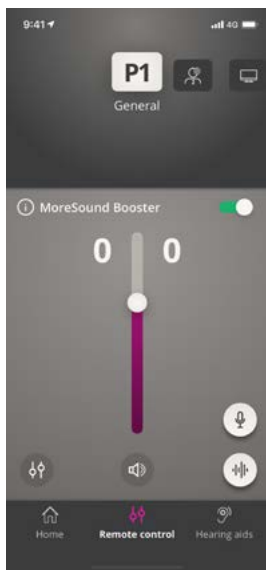 9:41
4G
P1
General
MoreSound Booster
0 0
Home Remote control Hearing aids